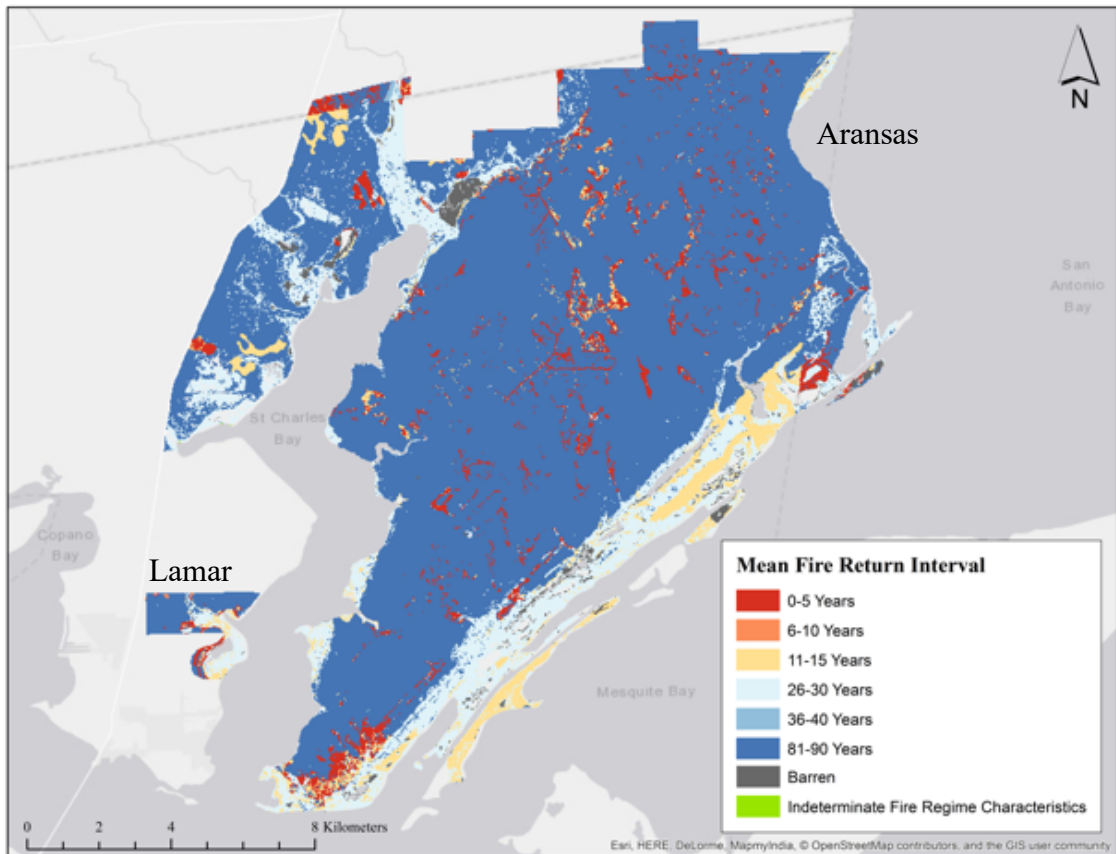 N
Aransas
San
Antonio
Bay
St Charles
Bay
Copano
Bay
Lamar
Mesquite Bay
Mean Fire Return Interval
0-5 Years
6-10 Years
11-15 Years
26-30 Years
36-40 Years
81-90 Years
Barren
Indeterminate Fire Regime Characteristics
0 2 4 8 Kilometers
Esri, HERE, DeLorme, MapmyIndia, © OpenStreetMap contributors, and the GIS user community